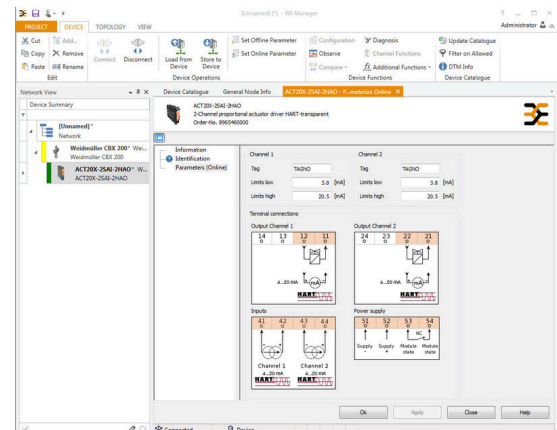 [Unnamed] (*) - WI-Manager
PROJECT DEVICE TOPOLOGY VIEW Administrator
Cut Add... Set Offline Parameter Configuration Diagnosis Update Catalogue
Copy Remove Connect Disconnect Load from Device Store to Device Set Online Parameter Observe Channel Functions Filter on Allowed
Paste Rename Compare Additional Functions DTM Info
Edit Device Operations Device Functions Device Catalogue
Network View Device Catalogue General Node Info ACT20X-2SAI-2HAO - P...meterize Online
Device Summary
ACT20X-2SAI-2HAO
2-Channel proportional actuator driver HART-transparent
Order-No. 8965460000
[Unnamed]*
Network
Weidmüller CBX 200* Wei...
Weidmuller CBX 200
ACT20X-2SAI-2HAO* W...
ACT20X-2SAI-2HAO
Information
Identification
Parameters (Online)
Channel 1 Channel 2
Tag TAGNO Tag TAGNO
Limits low 3.8 [mA] Limits low 3.8 [mA]
Limits high 20.5 [mA] Limits high 20.5 [mA]
Terminal connections
Output Channel 1 Output Channel 2
14 13 12 11 24 23 22 21
4..20 mA mA 4..20 mA mA
HART HART
Inputs Power supply
41 42 43 44 51 52 53 54
NC
Supply - Supply + Module state Module state
Channel 1 Channel 2
4..20 mA 4..20 mA
HART HART
Ok Apply Close Help
Connected Device